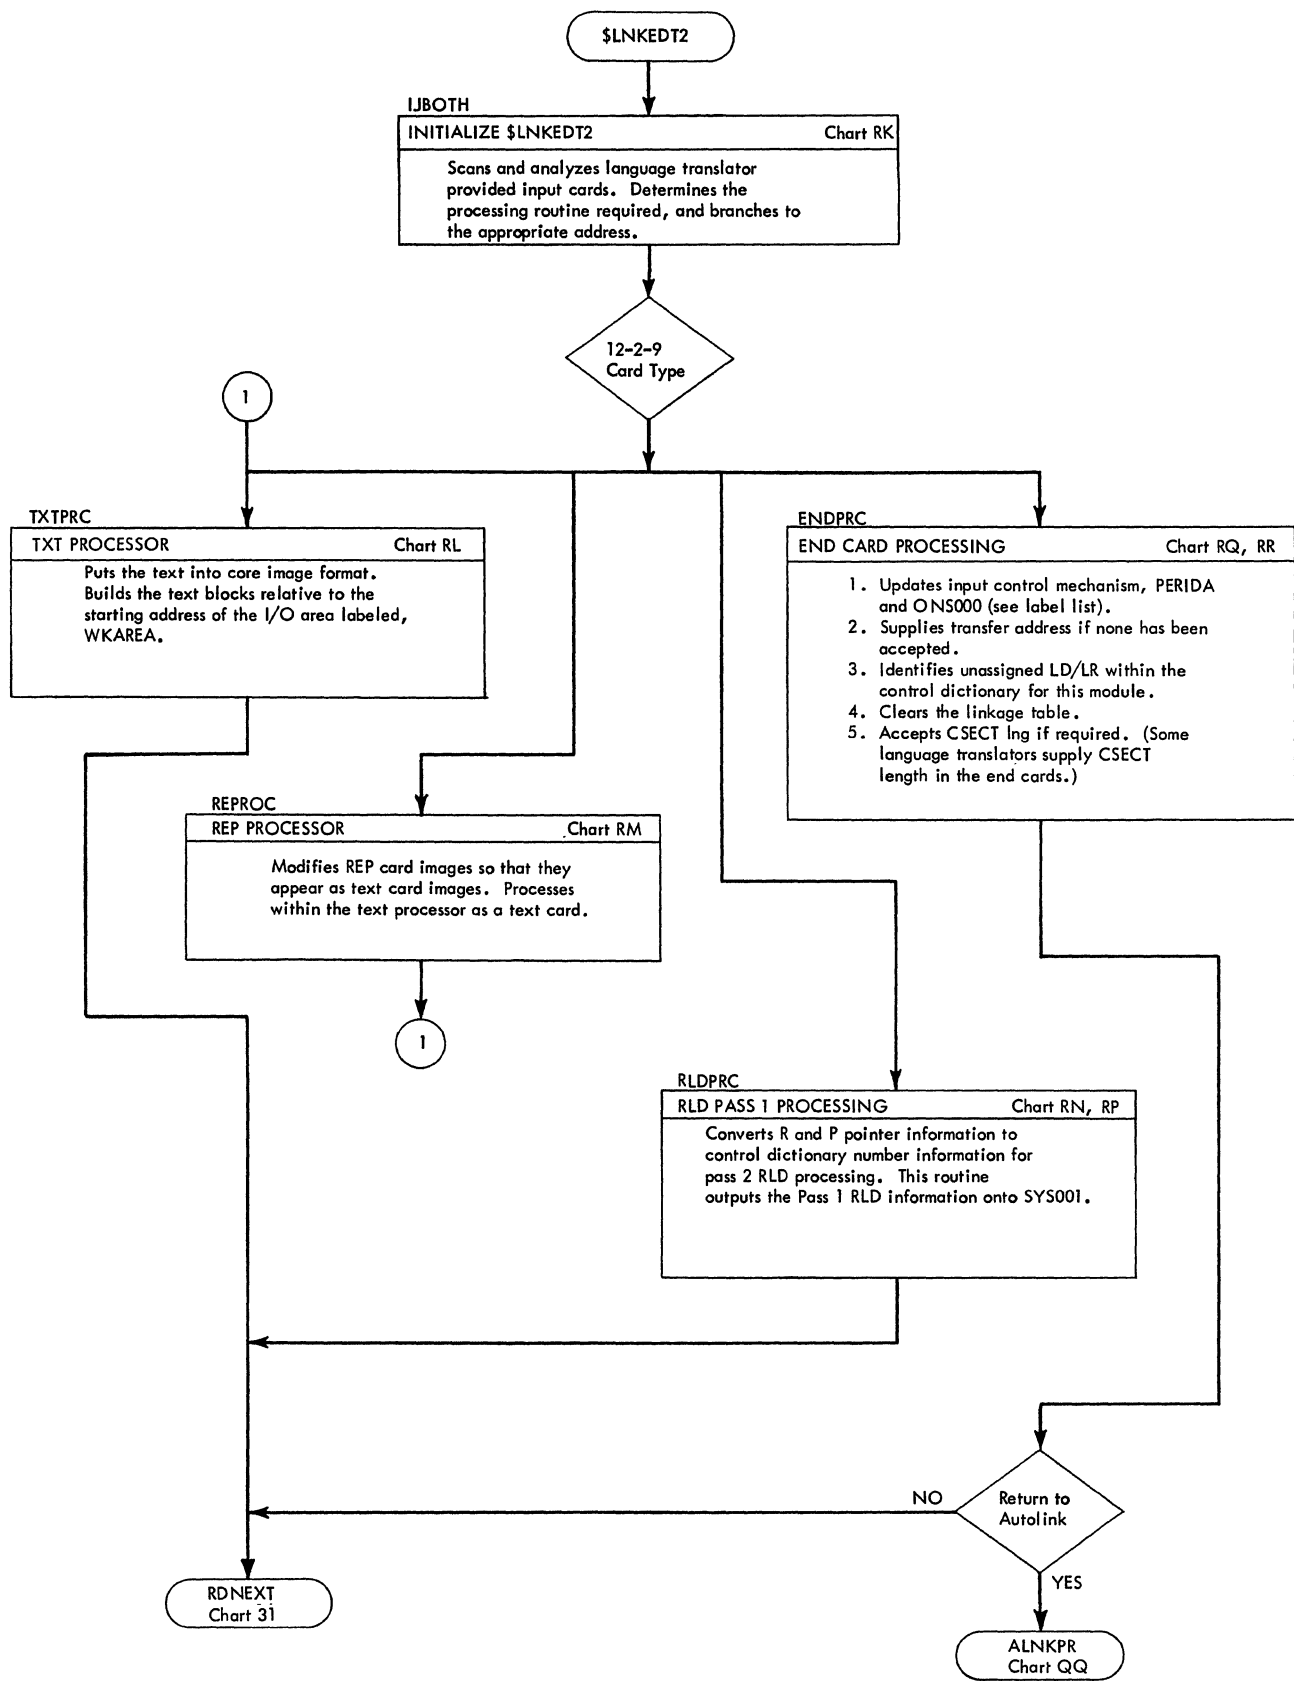 $LNKEDT2
IJBOTH
INITIALIZE $LNKEDT2 Chart RK
Scans and analyzes language translator
provided input cards. Determines the
processing routine required, and branches to
the appropriate address.
12-2-9
Card Type
1
TXTPRC
TXT PROCESSOR Chart RL
Puts the text into core image format.
Builds the text blocks relative to the
starting address of the I/O area labeled,
WKAREA.
ENDPRC
END CARD PROCESSING Chart RQ, RR
1. Updates input control mechanism, PERIDA
and ONS000 (see label list).
2. Supplies transfer address if none has been
accepted.
3. Identifies unassigned LD/LR within the
control dictionary for this module.
4. Clears the linkage table.
5. Accepts CSECT lng if required. (Some
language translators supply CSECT
length in the end cards.)
REPROC
REP PROCESSOR Chart RM
Modifies REP card images so that they
appear as text card images. Processes
within the text processor as a text card.
1
RLDPRC
RLD PASS 1 PROCESSING Chart RN, RP
Converts R and P pointer information to
control dictionary number information for
pass 2 RLD processing. This routine
outputs the Pass 1 RLD information onto SYS001.
NO
Return to
Autolink
YES
RDNEXT
Chart 31
ALNKPR
Chart QQ